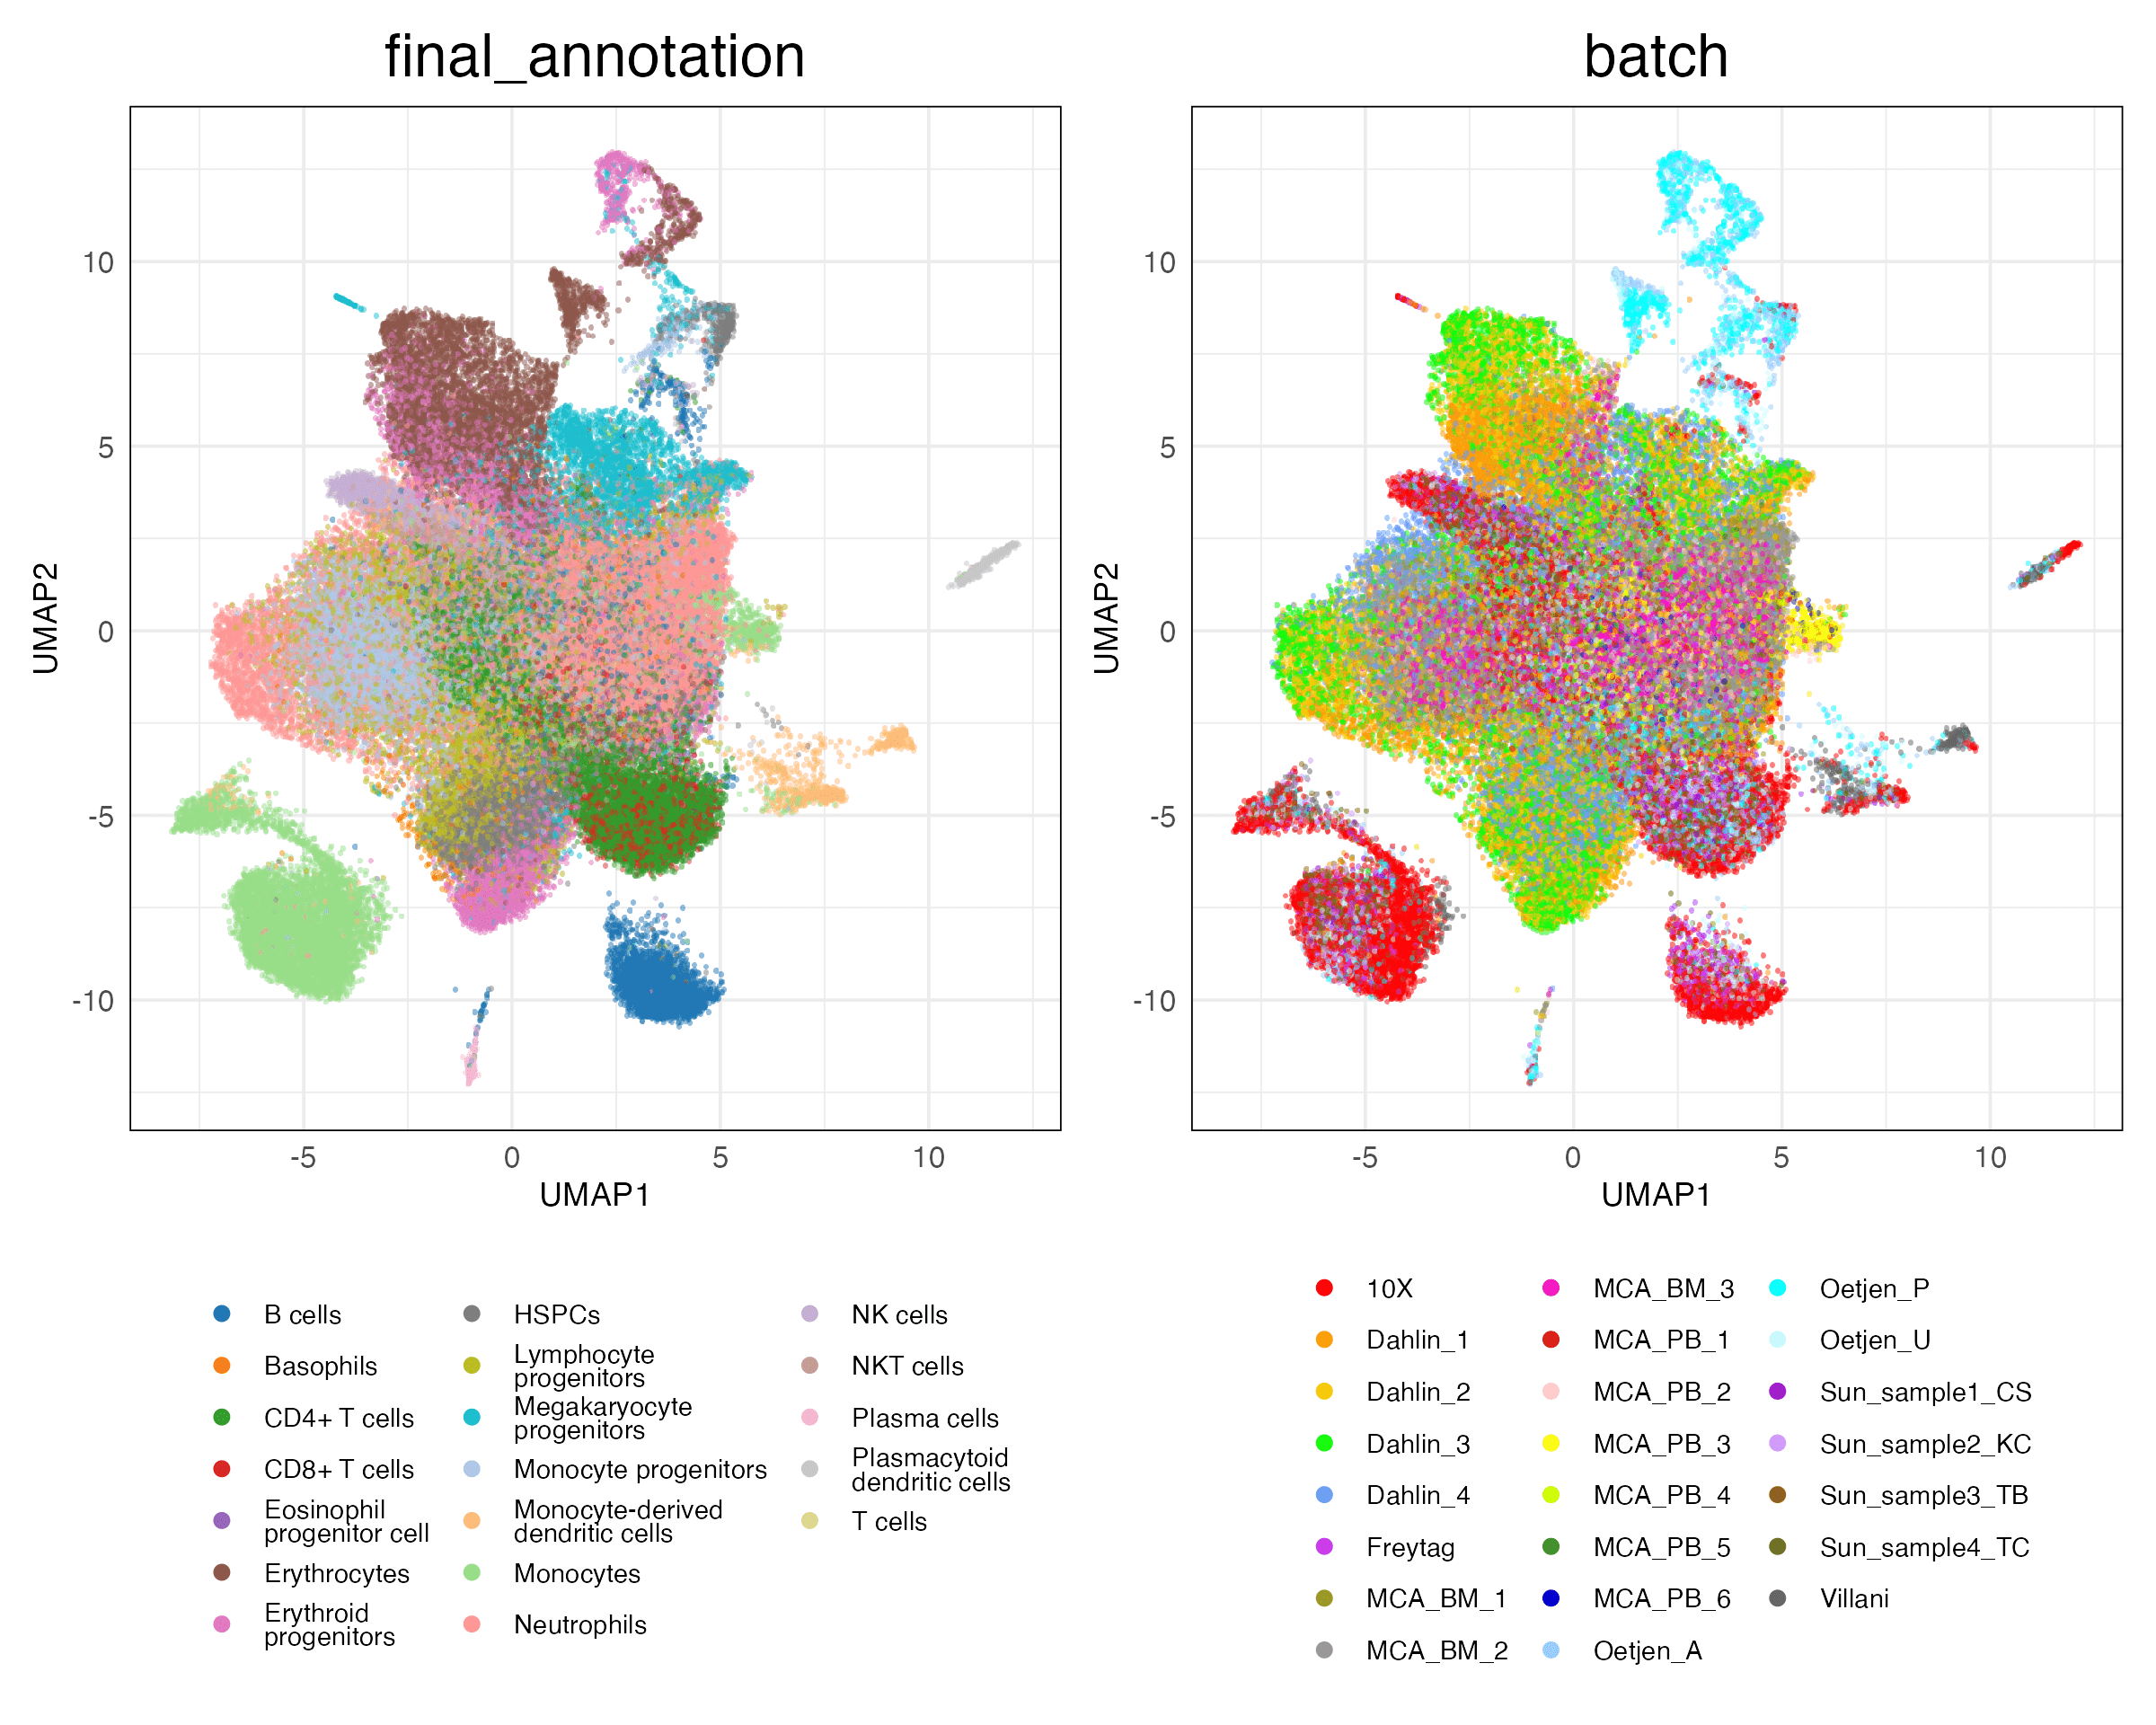 final_annotation
batch
UMAP2
10
5
0
-5
-10
-5
0
5
10
UMAP1
UMAP2
10
5
0
-5
-10
-5
0
5
10
UMAP1
B cells
Basophils
CD4+ T cells
CD8+ T cells
Eosinophil
progenitor cell
Erythrocytes
Erythroid
progenitors
HSPCs
Lymphocyte
progenitors
Megakaryocyte
progenitors
Monocyte progenitors
Monocyte-derived
dendritic cells
Monocytes
Neutrophils
NK cells
NKT cells
Plasma cells
Plasmacytoid
dendritic cells
T cells
10X
Dahlin_1
Dahlin_2
Dahlin_3
Dahlin_4
Freytag
MCA_BM_1
MCA_BM_2
MCA_BM_3
MCA_PB_1
MCA_PB_2
MCA_PB_3
MCA_PB_4
MCA_PB_5
MCA_PB_6
Oetjen_A
Oetjen_P
Oetjen_U
Sun_sample1_CS
Sun_sample2_KC
Sun_sample3_TB
Sun_sample4_TC
Villani